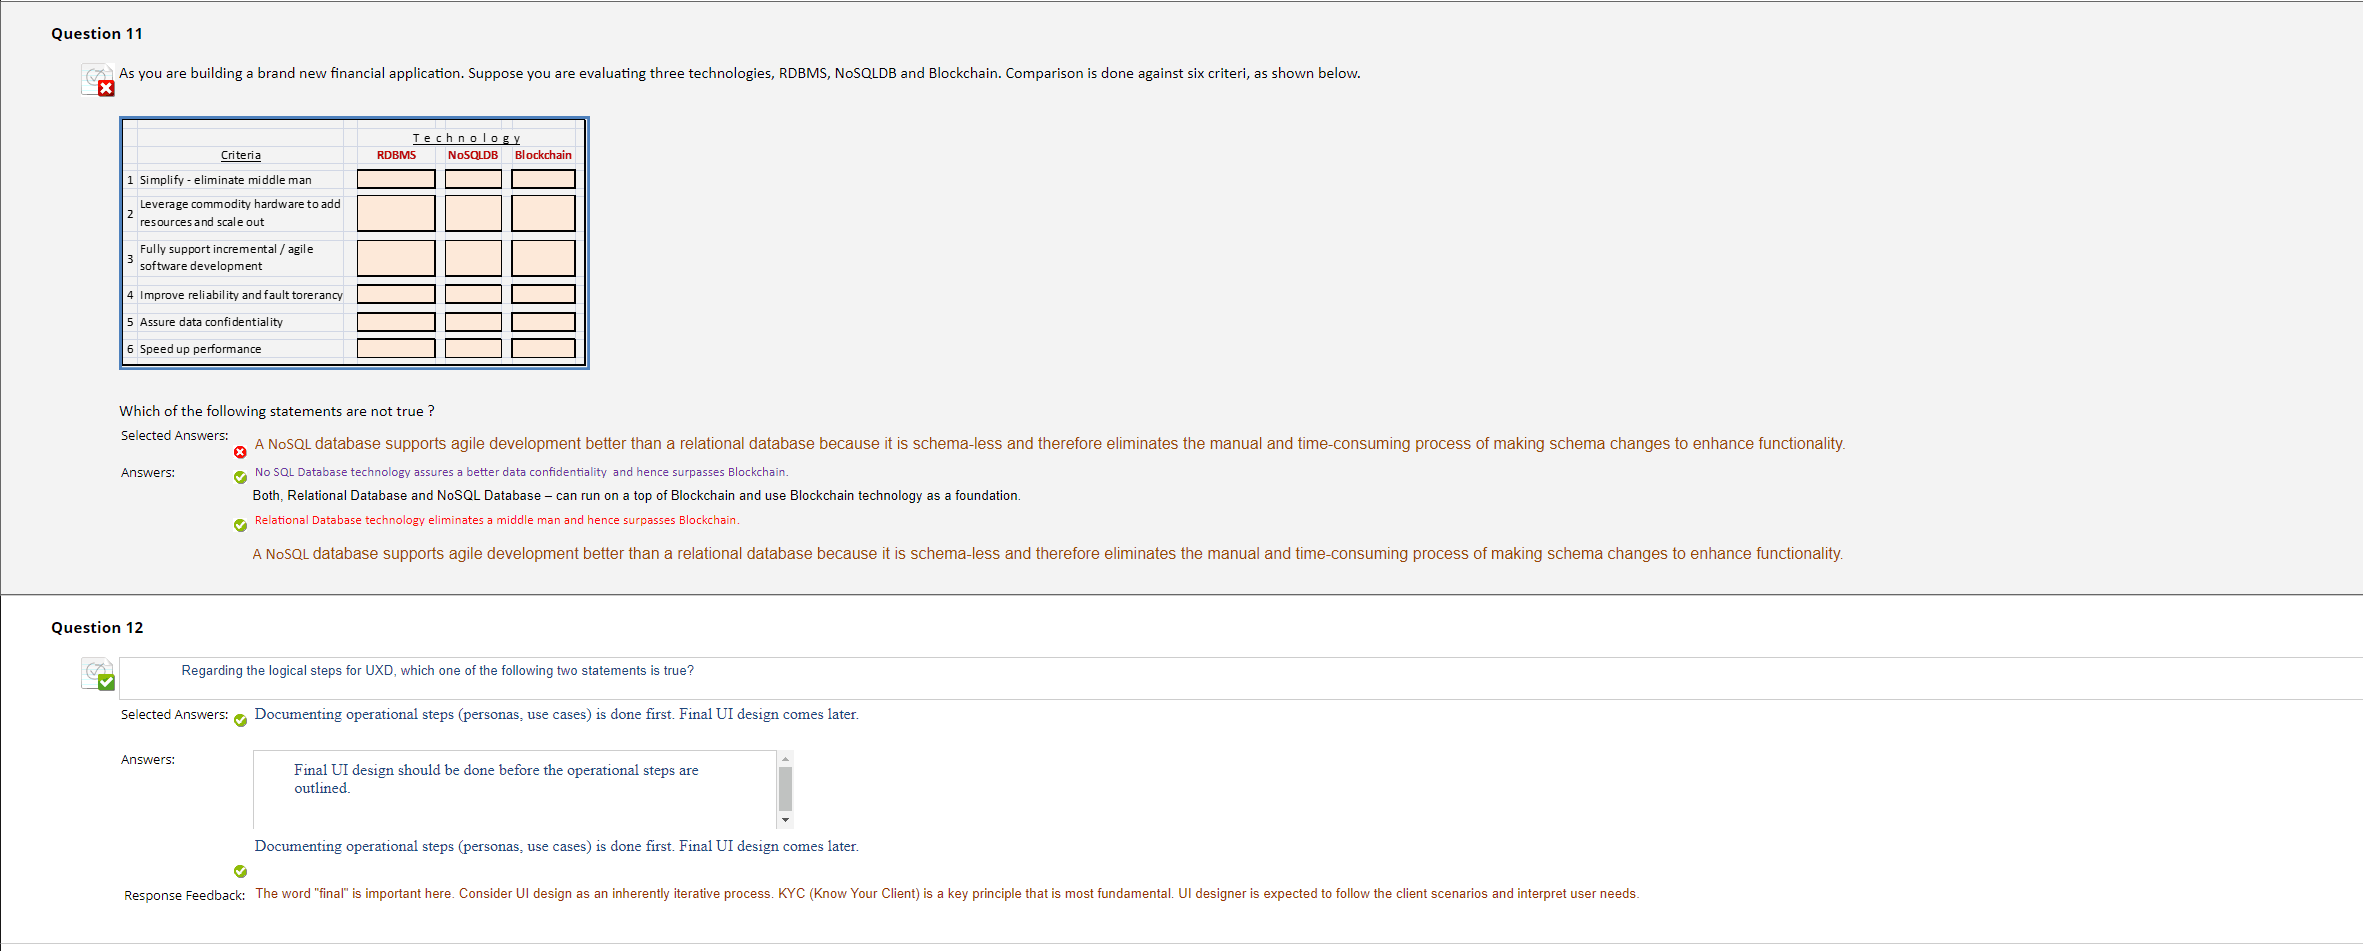 Question 11
As you are building a brand new financial application. Suppose you are evaluating three technologies, RDBMS, NoSQLDB and Blockchain. Comparison is done against six criteri, as shown below.
Technology
Criteria RDBMS NoSQLDB Blockchain
1 Simplify - eliminate middle man
2 Leverage commodity hardware to add
resources and scale out
3 Fully support incremental / agile
software development
4 Improve reliability and fault torerancy
5 Assure data confidentiality
6 Speed up performance
Which of the following statements are not true ?
Selected Answers: A NoSQL database supports agile development better than a relational database because it is schema-less and therefore eliminates the manual and time-consuming process of making schema changes to enhance functionality.
Answers: No SQL Database technology assures a better data confidentiality and hence surpasses Blockchain.
Both, Relational Database and NoSQL Database – can run on a top of Blockchain and use Blockchain technology as a foundation.
Relational Database technology eliminates a middle man and hence surpasses Blockchain.
A NoSQL database supports agile development better than a relational database because it is schema-less and therefore eliminates the manual and time-consuming process of making schema changes to enhance functionality.
Question 12
Regarding the logical steps for UXD, which one of the following two statements is true?
Selected Answers: Documenting operational steps (personas, use cases) is done first. Final UI design comes later.
Answers: Final UI design should be done before the operational steps are
outlined.
Documenting operational steps (personas, use cases) is done first. Final UI design comes later.
Response Feedback: The word "final" is important here. Consider UI design as an inherently iterative process. KYC (Know Your Client) is a key principle that is most fundamental. UI designer is expected to follow the client scenarios and interpret user needs.